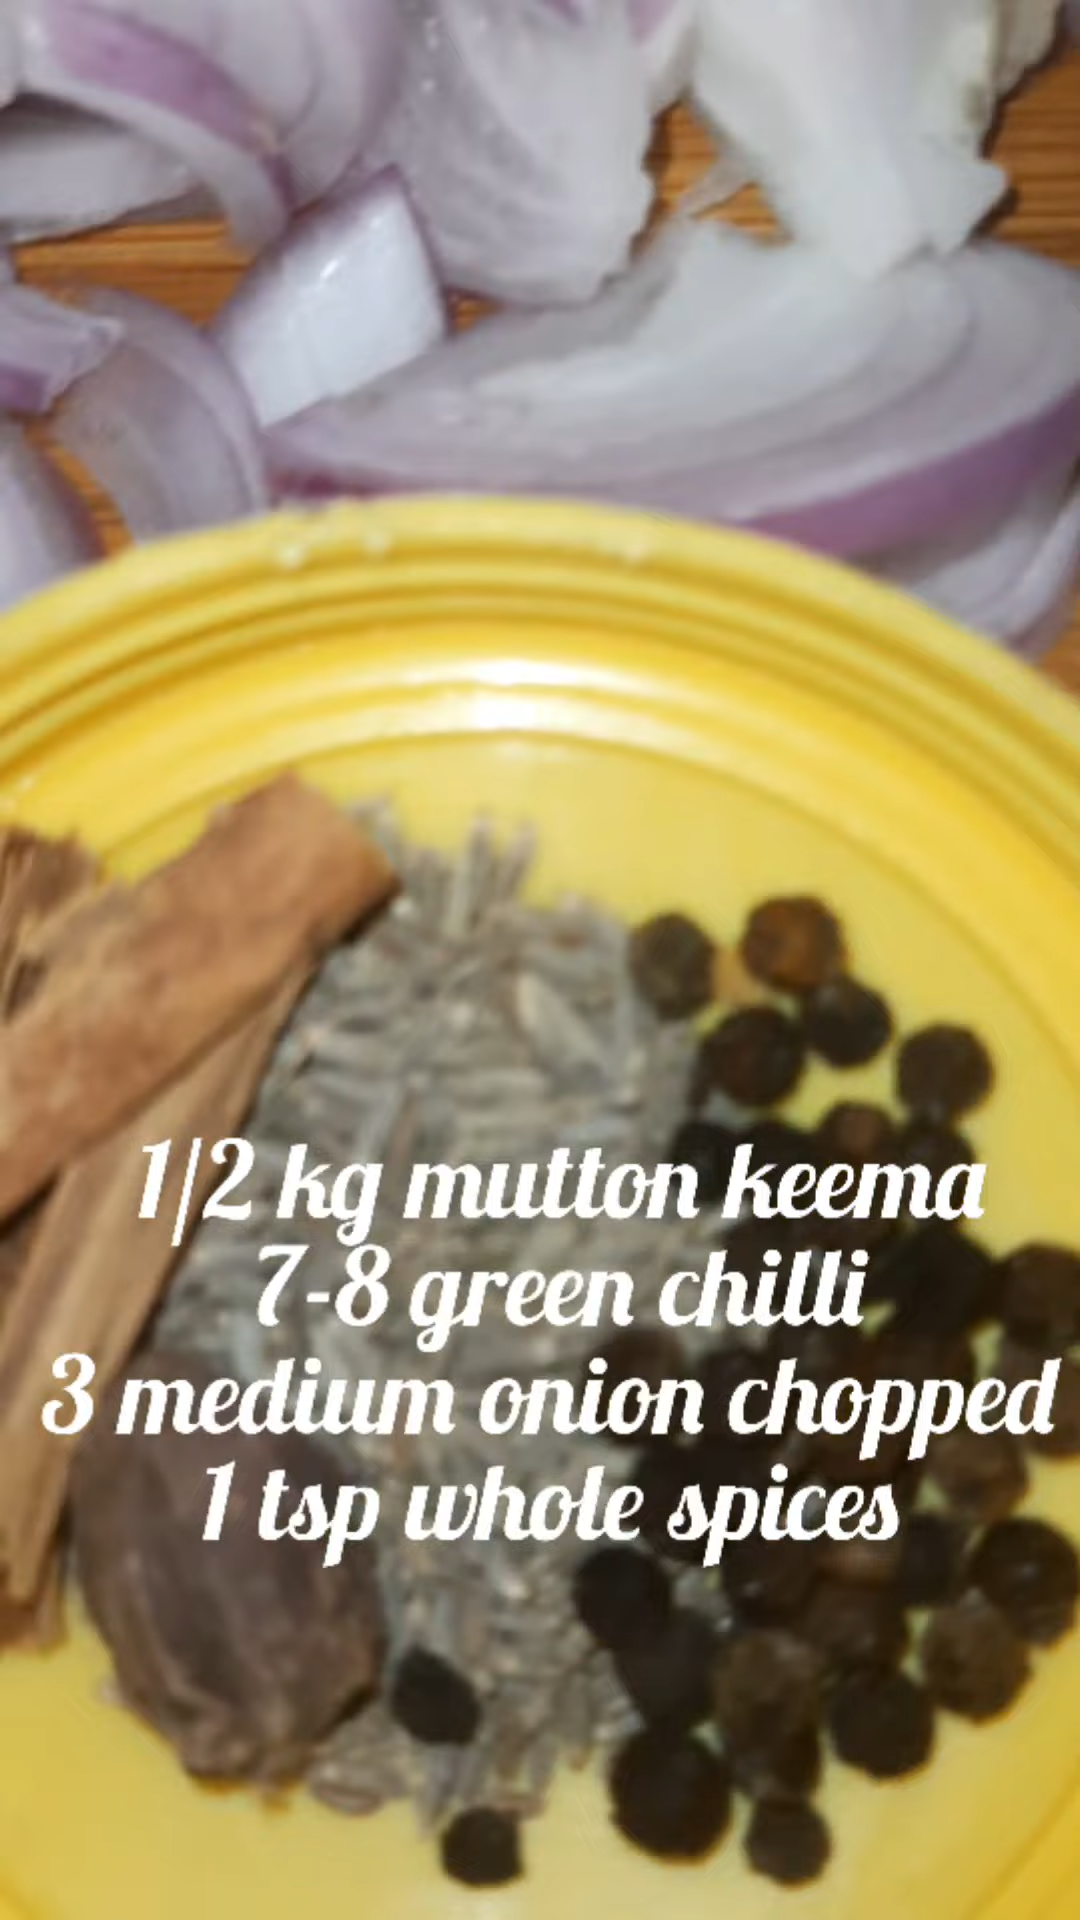 1/2 kg mutton keema
7-8 green chilli
3 medium onion chopped
1 tsp whole spices